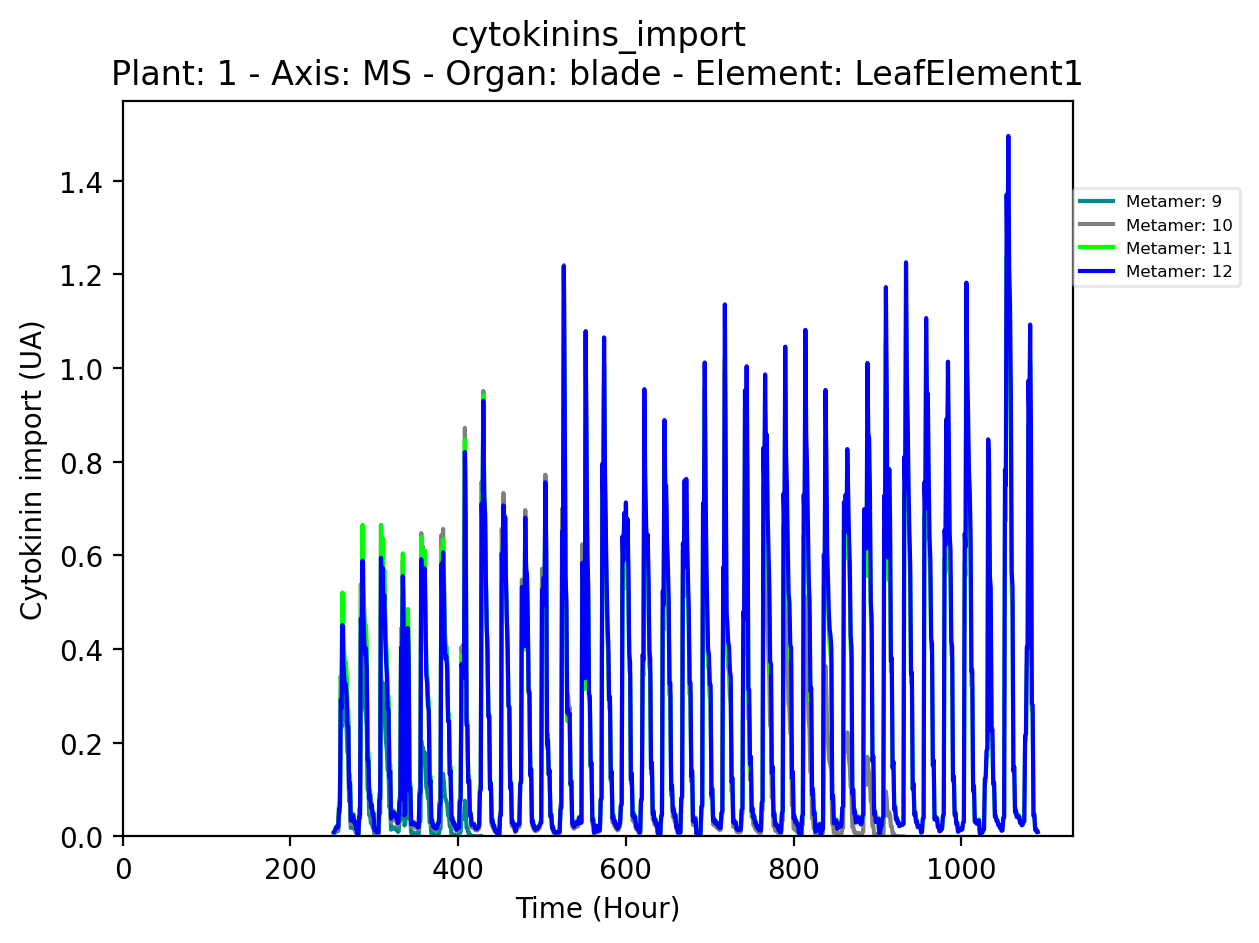 cytokinins_import
Plant: 1 - Axis: MS - Organ: blade - Element: LeafElement1
1.4
1.2
1.0
0.8
0.6
0.4
0.2
0.0
Cytokinin import (UA)
0 200 400 600 800 1000
Time (Hour)
Metamer: 9
Metamer: 10
Metamer: 11
Metamer: 12